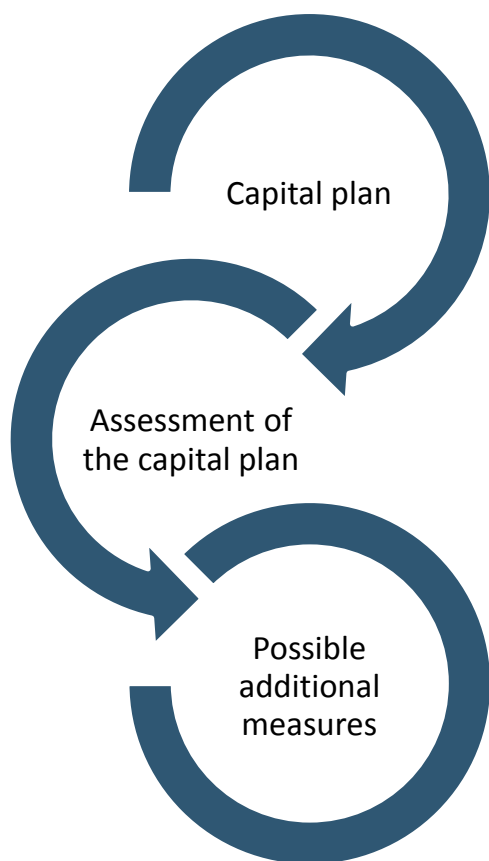 Capital plan
Assessment of
the capital plan
Possible
additional
measures